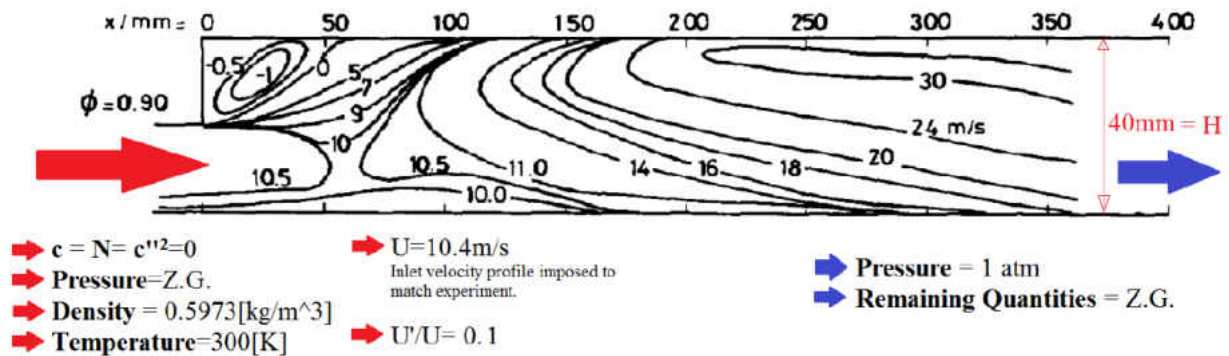 x/mm= 0 50 100 150 200 250 300 350 400
-0.5 -1 0 5 7 9 10
ϕ=0.90
30
24 m/s
40mm = H
10.5 10.5 11.0 14 16 18 20
10.0
c = N= c''²=0
Pressure=Z.G.
Density = 0.5973[kg/m^3]
Temperature=300[K]
U=10.4m/s
Inlet velocity profile imposed to
match experiment.
U'/U= 0.1
Pressure = 1 atm
Remaining Quantities = Z.G.